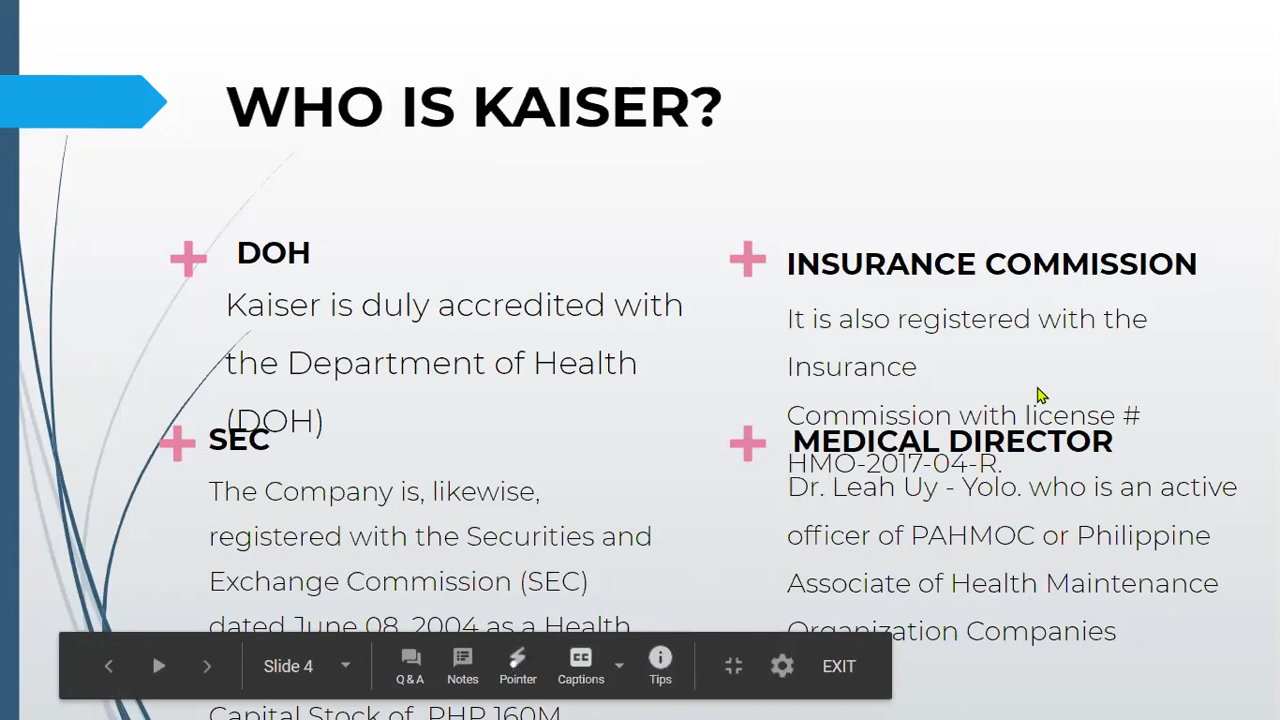 WHO IS KAISER?
DOH
Kaiser is duly accredited with
the Department of Health
(DOH)
INSURANCE COMMISSION
It is also registered with the
Insurance
Commission with license #
HMO-2017-04-R.
SEC
The Company is, likewise,
registered with the Securities and
Exchange Commission (SEC)
dated June 08, 2004 as a Health
Capital Stock of PHP 160M
MEDICAL DIRECTOR
Dr. Leah Uy - Yolo. who is an active
officer of PAHMOC or Philippine
Associate of Health Maintenance
Organization Companies
Slide 4
Q & A
Notes
Pointer
CC
Captions
Tips
EXIT